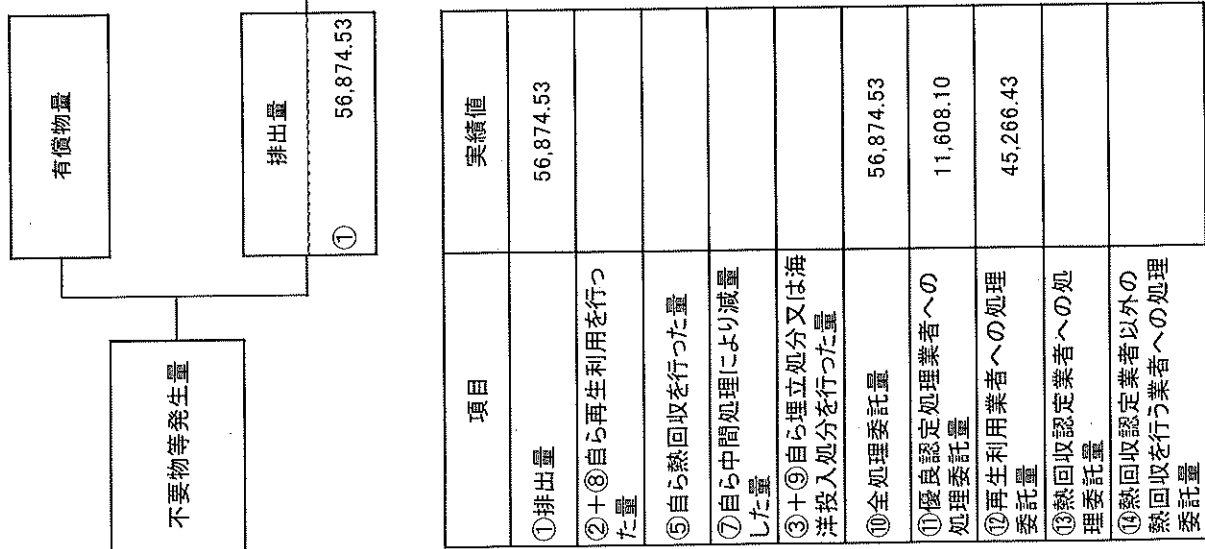 有償物量
不要物等発生量
排出量
① 56,874.53
項目 実績値
①排出量 56,874.53
②+⑧自ら再生利用を行っ
た量
⑤自ら熱回収を行った量
⑦自ら中間処理により減量
した量
③+⑨自ら埋立処分又は海
洋投入処分を行った量
⑩全処理委託量 56,874.53
⑪優良認定処理業者への
処理委託量 11,608.10
⑫再生利用業者への処理
委託量 45,266.43
⑬熱回収認定業者への処
理委託量
⑭熱回収認定業者以外の
熱回収を行う業者への処理
委託量